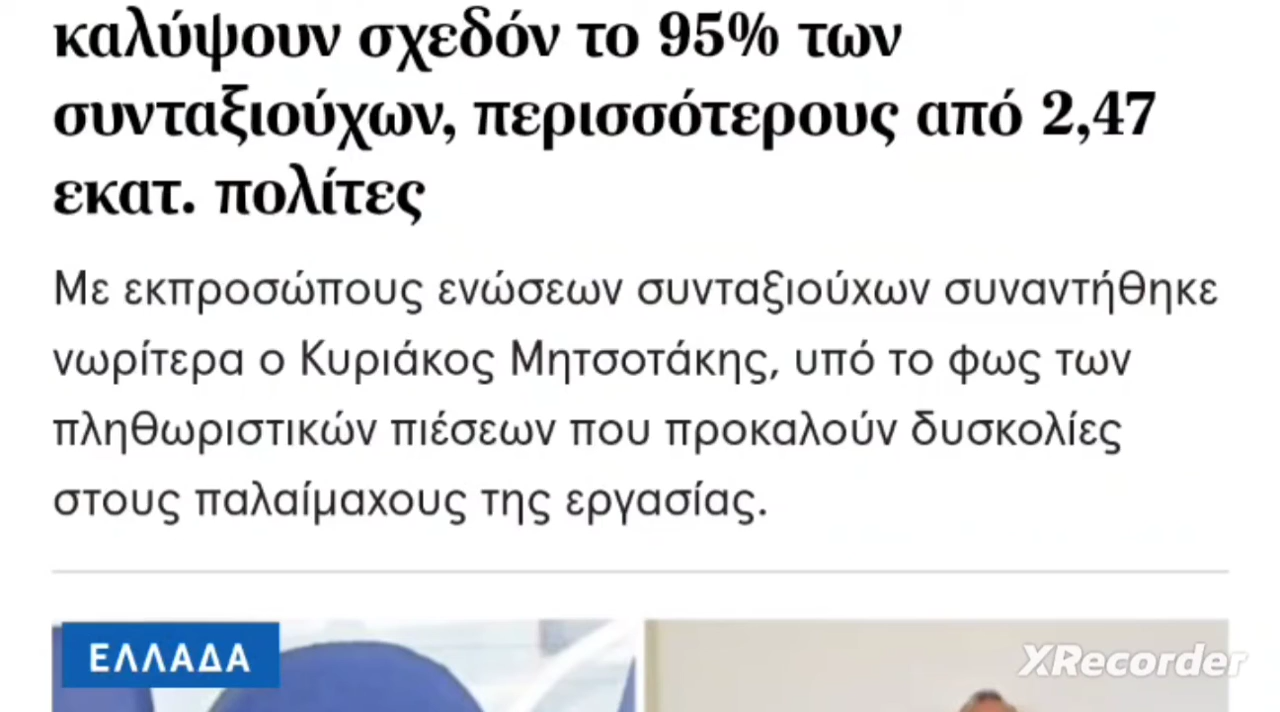 καλύψουν σχεδόν το 95% των
συνταξιούχων, περισσότερους από 2,47
εκατ. πολίτες
Με εκπροσώπους ενώσεων συνταξιούχων συναντήθηκε
νωρίτερα ο Κυριάκος Μητσοτάκης, υπό το φως των
πληθωριστικών πιέσεων που προκαλούν δυσκολίες
στους παλαίμαχους της εργασίας.
ΕΛΛΑΔΑ
XRecorder